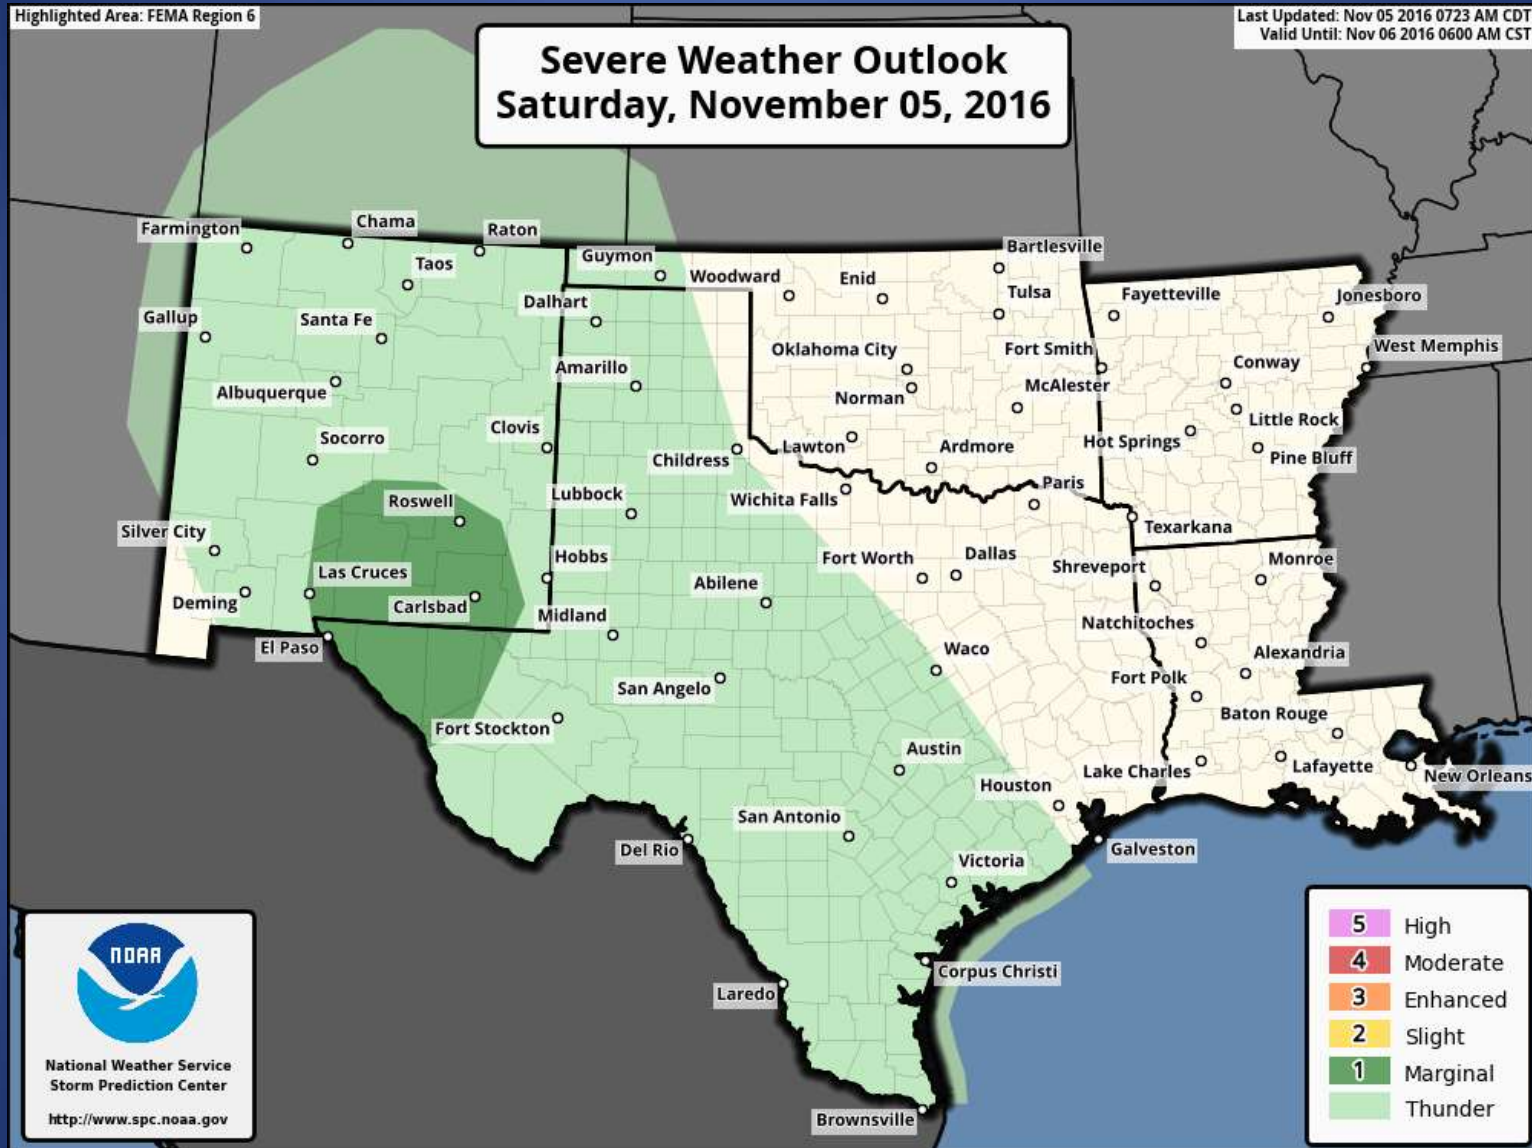 Highlighted Area: FEMA Region 6
Last Updated: Nov 05 2016 0723 AM CDT
Valid Until: Nov 06 2016 0600 AM CST
Severe Weather Outlook
Saturday, November 05, 2016
Farmington
Chama
Raton
Taos
Guymon
Woodward
Enid
Bartlesville
Tulsa
Fayetteville
Jonesboro
Gallup
Santa Fe
Dalhart
Oklahoma City
Fort Smith
West Memphis
Albuquerque
Amarillo
Norman
McAlester
Conway
Little Rock
Socorro
Clovis
Childress
Lawton
Ardmore
Hot Springs
Pine Bluff
Roswell
Lubbock
Wichita Falls
Paris
Texarkana
Silver City
Las Cruces
Hobbs
Fort Worth
Dallas
Shreveport
Monroe
Deming
Carlsbad
Midland
Abilene
Natchitoches
El Paso
San Angelo
Waco
Fort Polk
Alexandria
Fort Stockton
Austin
Baton Rouge
Houston
Lake Charles
Lafayette
New Orleans
San Antonio
Del Rio
Victoria
Galveston
Corpus Christi
Laredo
Brownsville
NOAA
National Weather Service
Storm Prediction Center
http://www.spc.noaa.gov
5 High
4 Moderate
3 Enhanced
2 Slight
1 Marginal
Thunder